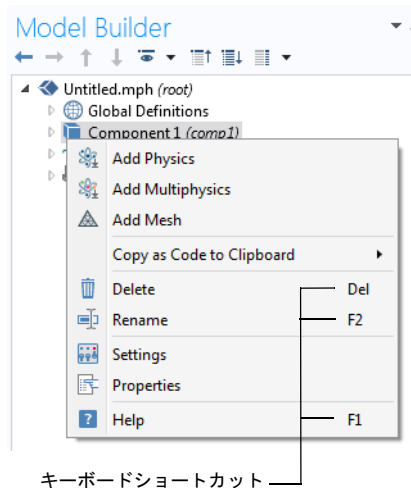 Model Builder
Untitled.mph (root)
Global Definitions
Component 1 (comp1)
Add Physics
Add Multiphysics
Add Mesh
Copy as Code to Clipboard
Delete Del
Rename F2
Settings
Properties
Help F1
キーボードショートカット